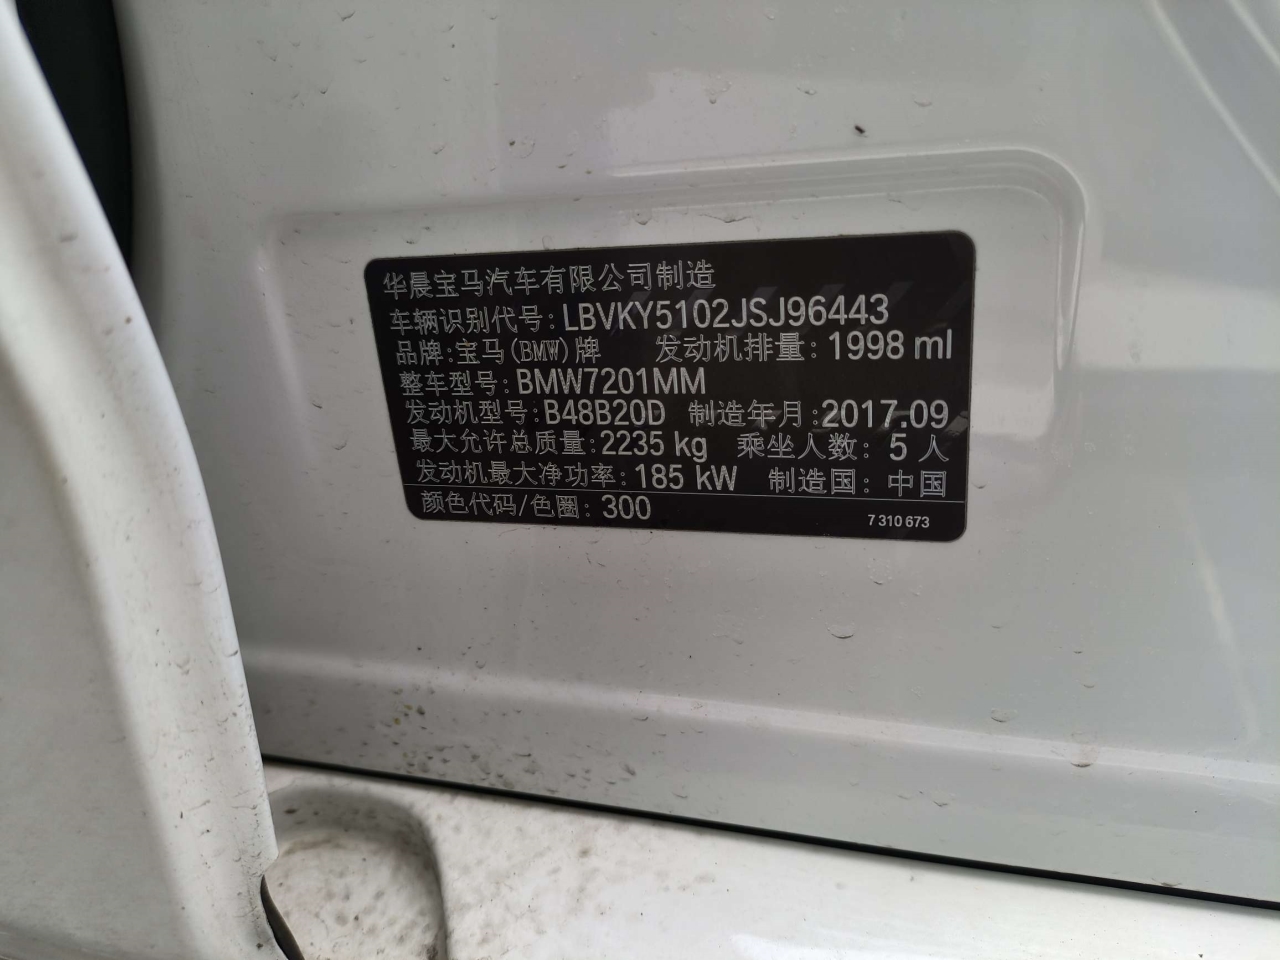 华晨宝马汽车有限公司制造
车辆识别代号: LBVKY5102JSJ96443
品牌:宝马(BMW)牌 发动机排量: 1998 ml
整车型号: BMW7201MM
发动机型号: B48B20D 制造年月:2017.09
最大允许总质量: 2235 kg 乘坐人数: 5 人
发动机最大净功率: 185 kW 制造国: 中国
颜色代码/色圈: 300
7 310 673